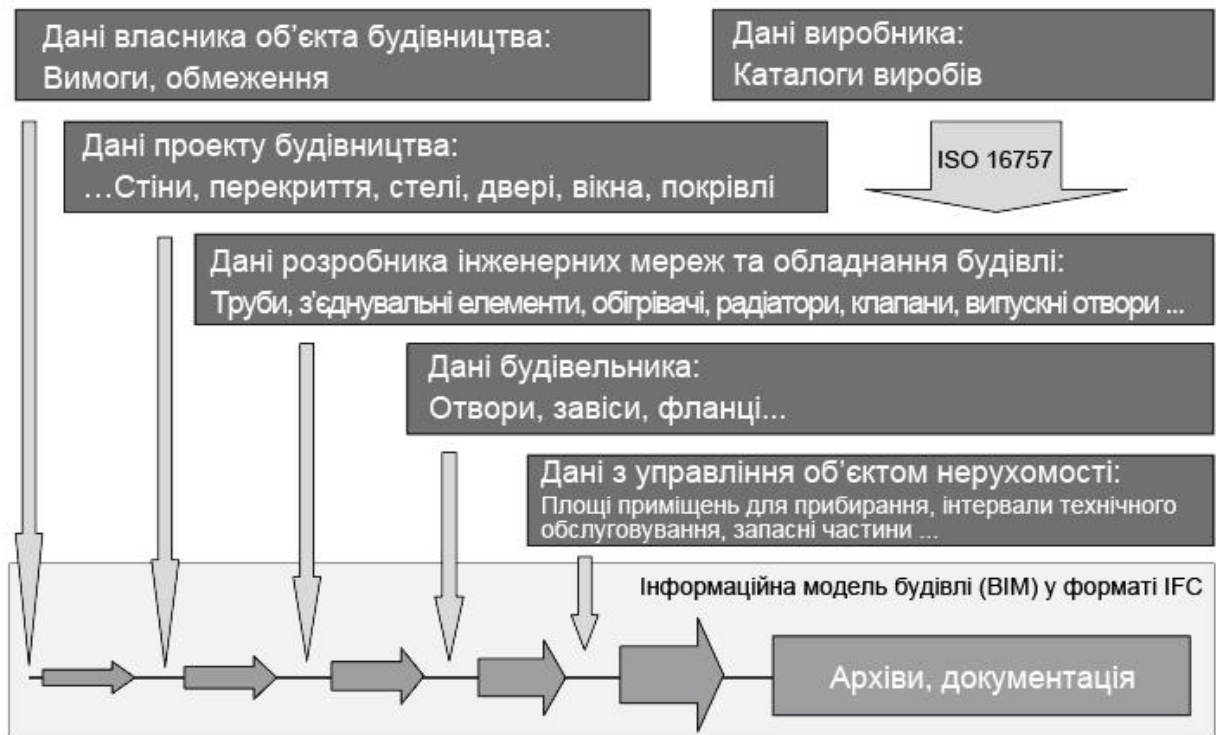 Дані власника об’єкта будівництва:
Вимоги, обмеження
Дані виробника:
Каталоги виробів
Дані проекту будівництва:
...Стіни, перекриття, стелі, двері, вікна, покрівлі
ISO 16757
Дані розробника інженерних мереж та обладнання будівлі:
Труби, з’єднувальні елементи, обігрівачі, радіатори, клапани, випускні отвори ...
Дані будівельника:
Отвори, завіси, фланці...
Дані з управління об’єктом нерухомості:
Площі приміщень для прибирання, інтервали технічного
обслуговування, запасні частини ...
Інформаційна модель будівлі (BIM) у форматі IFC
Архіви, документація